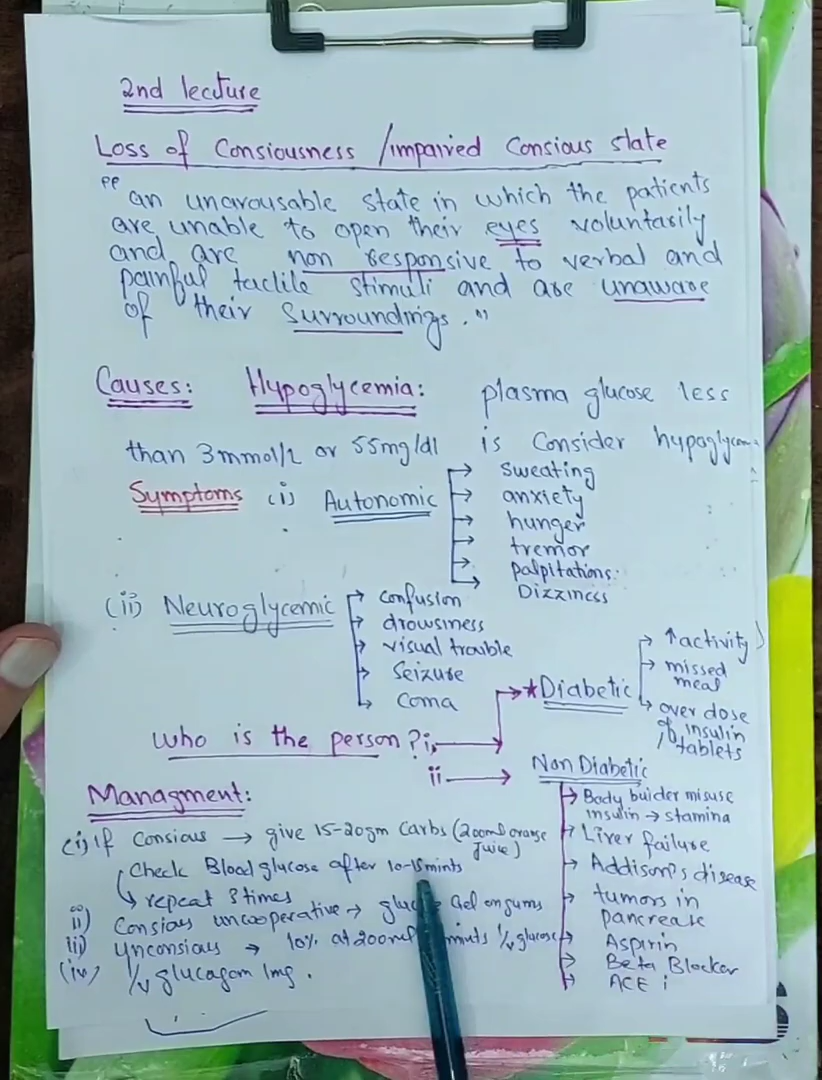 2nd lecture
Loss of Consiousness /impaired Consious state
"an unarousable state in which the patients
are unable to open their eyes voluntarily
and are non responsive to verbal and
painful tactile stimuli and are unaware
of their Surroundings."
Causes: Hypoglycemia: plasma glucose less
than 3mmol/L or 55mg/dl is Consider
Symptoms (i) Autonomic
sweating
anxiety
hunger
tremor
palpitations:
Dizziness
(ii) Neuroglycemic
confusion
drowsiness
visual trouble
Seizure
Coma
who is the person? i,
★Diabetic
↑activity
missed
meal
over dose
of insulin
/ tablets
ii → Non Diabetic
Body buider misuse
insulin → stamina
Liver failure
Addison's disease
tumors in
pancreate
Aspirin
Beta Blocker
ACE i
Managment:
(i) If Consious → give 15-20gm Carbs (200ml orange
Juice)
Check Blood glucose after 10-15mints
repeat 3times
ii) Consious uncooperative → Gel on gums
iii) unconsious → 10% at 200ml mints I/v glucose
(iv) I/v glucagom 1mg.